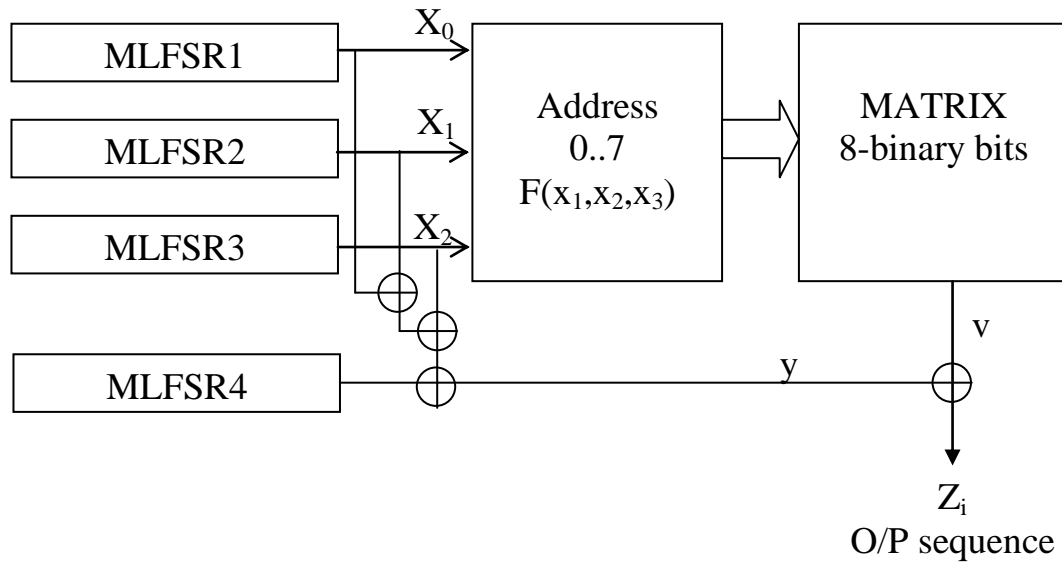 MLFSR1
X₀
MLFSR2
X₁
MLFSR3
X₂
MLFSR4
Address
0..7
F(x₁,x₂,x₃)
MATRIX
8-binary bits
v
y
Zᵢ
O/P sequence